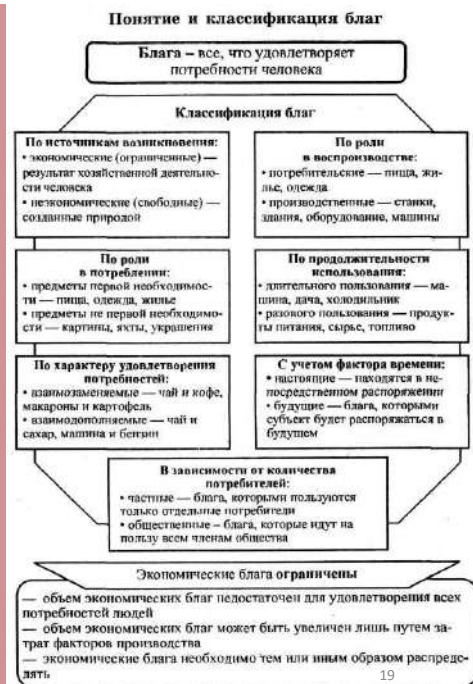 Понятие и классификация благ
Блага – все, что удовлетворяет
потребности человека
Классификация благ
По источникам возникновения:
• экономические (ограниченные) —
результат хозяйственной деятельно-
сти человека
• неэкономические (свободные) —
созданные природой
По роли
в воспроизводстве:
• потребительские — пища, жи-
лье, одежда
• производственные — станки,
здания, оборудование, машины
По роли
в потреблении:
• предметы первой необходимос-
ти — пища, одежда, жилье
• предметы не первой необходимо-
сти — картины, яхты, украшения
По продолжительности
использования:
• длительного пользования — ма-
шина, дача, холодильник
• разового пользования — продук-
ты питания, сырье, топливо
По характеру удовлетворения
потребностей:
• взаимозаменяемые — чай и кофе,
макароны и картофель
• взаимодополняемые — чай и
сахар, машина и бензин
С учетом фактора времени:
• настоящие — находятся в не-
посредственном распоряжении
• будущие — блага, которыми
субъект будет распоряжаться в
будущем
В зависимости от количества
потребителей:
• частные — блага, которыми пользуются
только отдельные потребители
• общественные – блага, которые идут на
пользу всем членам общества
Экономические блага ограничены
— объем экономических благ недостаточен для удовлетворения всех
потребностей людей
— объем экономических благ может быть увеличен лишь путем за-
трат факторов производства
— экономические блага необходимо тем или иным образом распреде-
лять
19